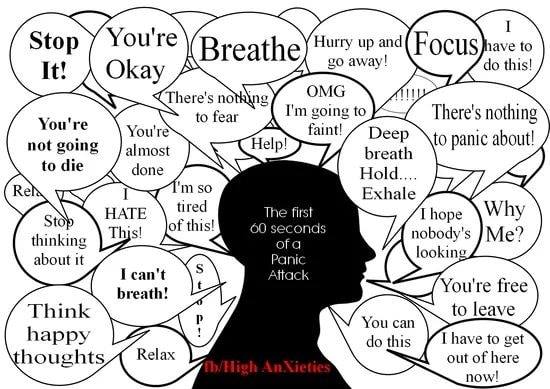 Stop
It!
You're
Okay
Breathe
Hurry up and
go away!
Focus
I
have to
do this!
There's nothing
to fear
OMG
I'm going to
faint!
!!!!!!!
There's nothing
to panic about!
You're
not going
to die
You're
almost
done
Help!
Deep
breath
Hold....
Exhale
Rela
I
HATE
This!
I'm so
tired
of this!
Stop
thinking
about it
The first
60 seconds
of a
Panic
Attack
I hope
nobody's
looking
Why
Me?
I can't
breath!
S
t
o
p
!
You're free
to leave
Think
happy
thoughts
Relax
You can
do this
I have to get
out of here
now!
fb/High AnXieties